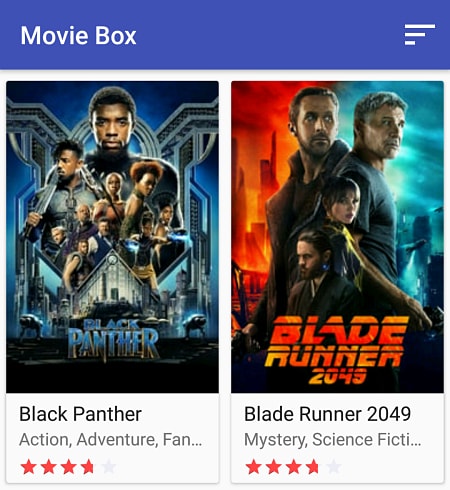 Movie Box
BLACK
PANTHER
Black Panther
Action, Adventure, Fan...
BLADE
RUNNER
2049
Blade Runner 2049
Mystery, Science Ficti...